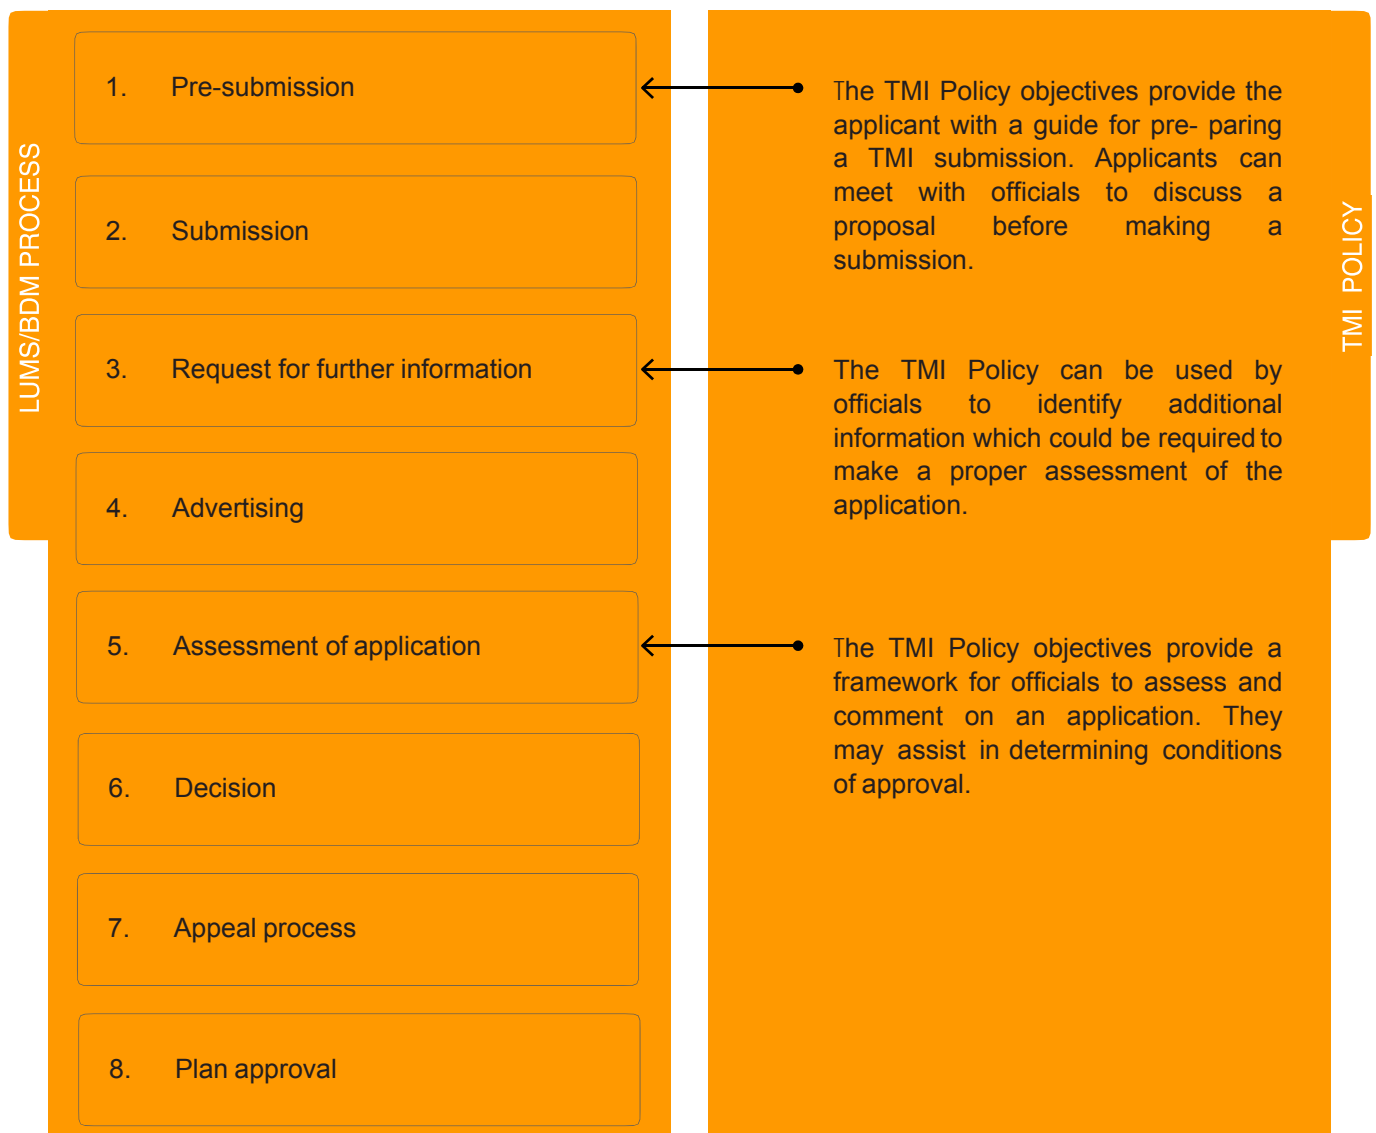 LUMS/BDM PROCESS
1. Pre-submission
2. Submission
3. Request for further information
4. Advertising
5. Assessment of application
6. Decision
7. Appeal process
8. Plan approval
The TMI Policy objectives provide the
applicant with a guide for pre- paring
a TMI submission. Applicants can
meet with officials to discuss a
proposal before making a
submission.
The TMI Policy can be used by
officials to identify additional
information which could be required to
make a proper assessment of the
application.
The TMI Policy objectives provide a
framework for officials to assess and
comment on an application. They
may assist in determining conditions
of approval.
TMI POLICY